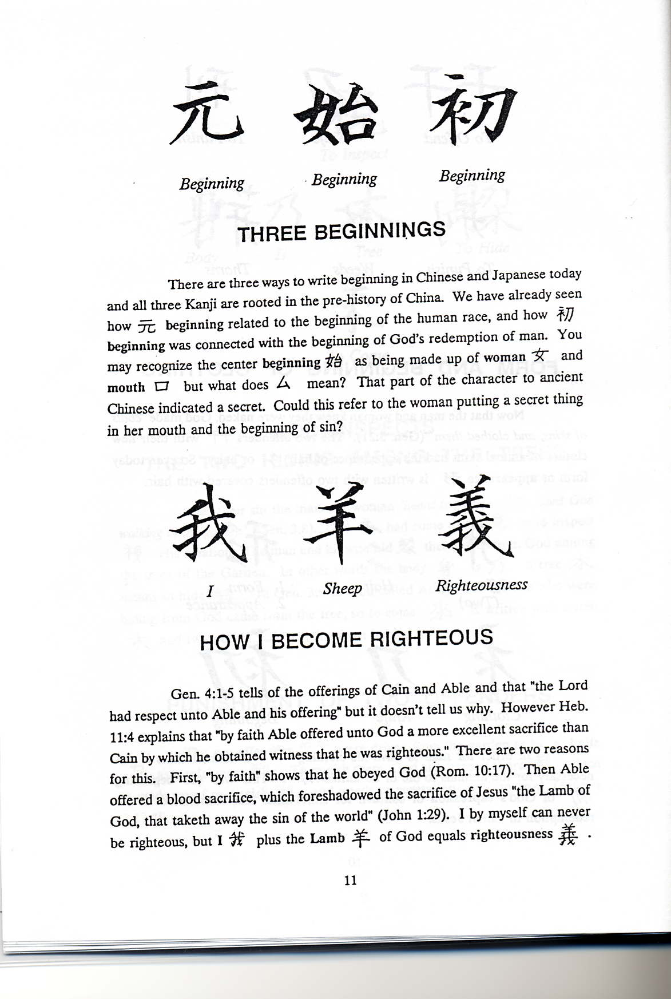 元 始 初
Beginning Beginning Beginning
THREE BEGINNINGS
There are three ways to write beginning in Chinese and Japanese today
and all three Kanji are rooted in the pre-history of China. We have already seen
how 元 beginning related to the beginning of the human race, and how 初
beginning was connected with the beginning of God's redemption of man. You
may recognize the center beginning 始 as being made up of woman 女 and
mouth 口 but what does ㄙ mean? That part of the character to ancient
Chinese indicated a secret. Could this refer to the woman putting a secret thing
in her mouth and the beginning of sin?
我 羊 義
I Sheep Righteousness
HOW I BECOME RIGHTEOUS
Gen. 4:1-5 tells of the offerings of Cain and Able and that "the Lord
had respect unto Able and his offering" but it doesn't tell us why. However Heb.
11:4 explains that "by faith Able offered unto God a more excellent sacrifice than
Cain by which he obtained witness that he was righteous." There are two reasons
for this. First, "by faith" shows that he obeyed God (Rom. 10:17). Then Able
offered a blood sacrifice, which foreshadowed the sacrifice of Jesus "the Lamb of
God, that taketh away the sin of the world" (John 1:29). I by myself can never
be righteous, but I 我 plus the Lamb 羊 of God equals righteousness 義 .
11